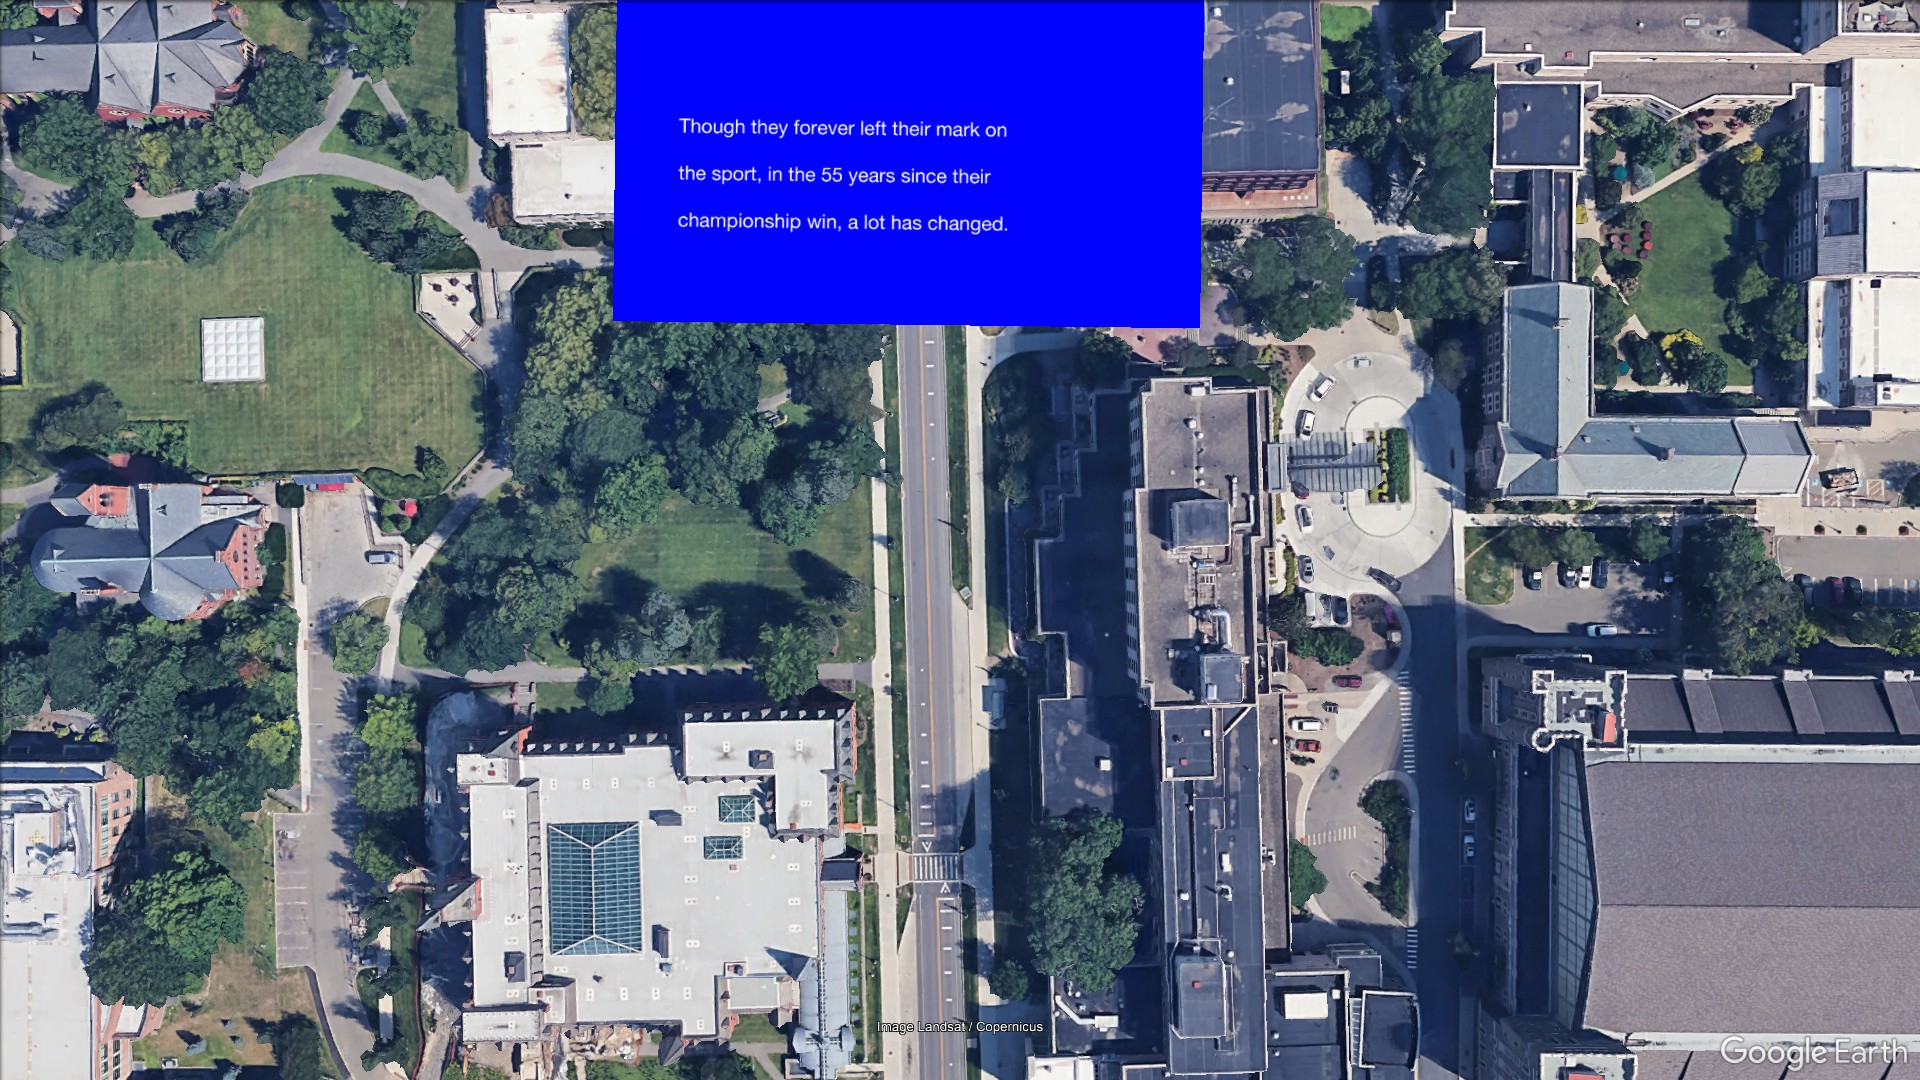 Though they forever left their mark on
the sport, in the 55 years since their
championship win, a lot has changed.
Image Landsat / Copernicus
Google Earth